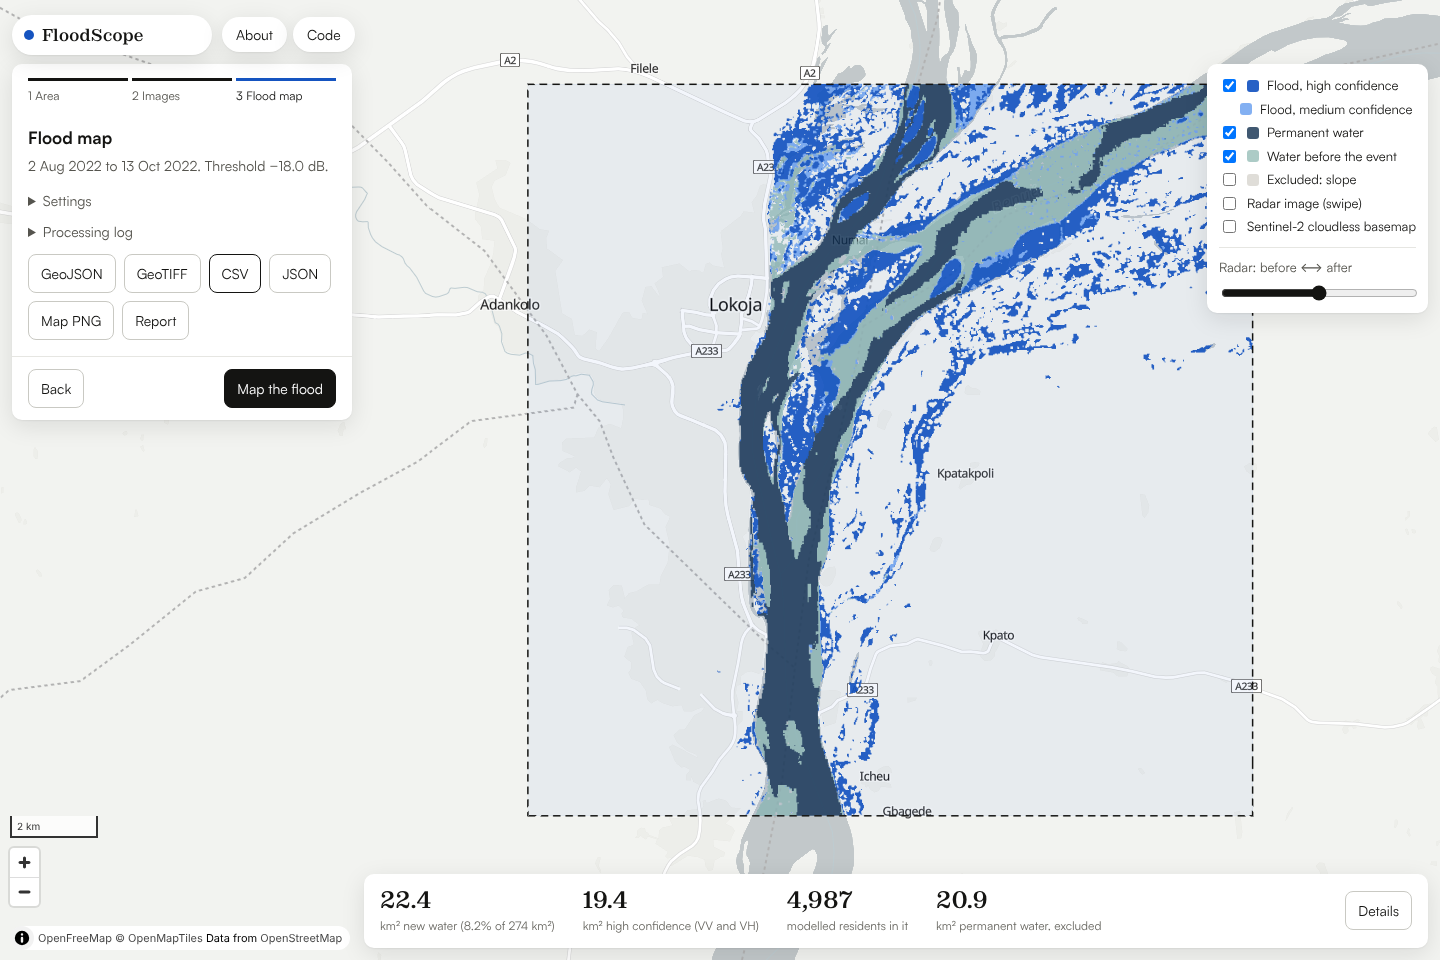 FloodScope
About
Code
1 Area
2 Images
3 Flood map
Flood map
2 Aug 2022 to 13 Oct 2022. Threshold −18.0 dB.
Settings
Processing log
GeoJSON
GeoTIFF
CSV
JSON
Map PNG
Report
Back
Map the flood
A2
Filele
A2
A23
Numai
Adankolo
Lokoja
A233
Kpatakpoli
A233
Kpato
A233
A233
Icheu
Gbagede
Flood, high confidence
Flood, medium confidence
Permanent water
Water before the event
Excluded: slope
Radar image (swipe)
Sentinel-2 cloudless basemap
Radar: before ⟷ after
2 km
+
−
OpenFreeMap © OpenMapTiles Data from OpenStreetMap
22.4
km² new water (8.2% of 274 km²)
19.4
km² high confidence (VV and VH)
4,987
modelled residents in it
20.9
km² permanent water, excluded
Details